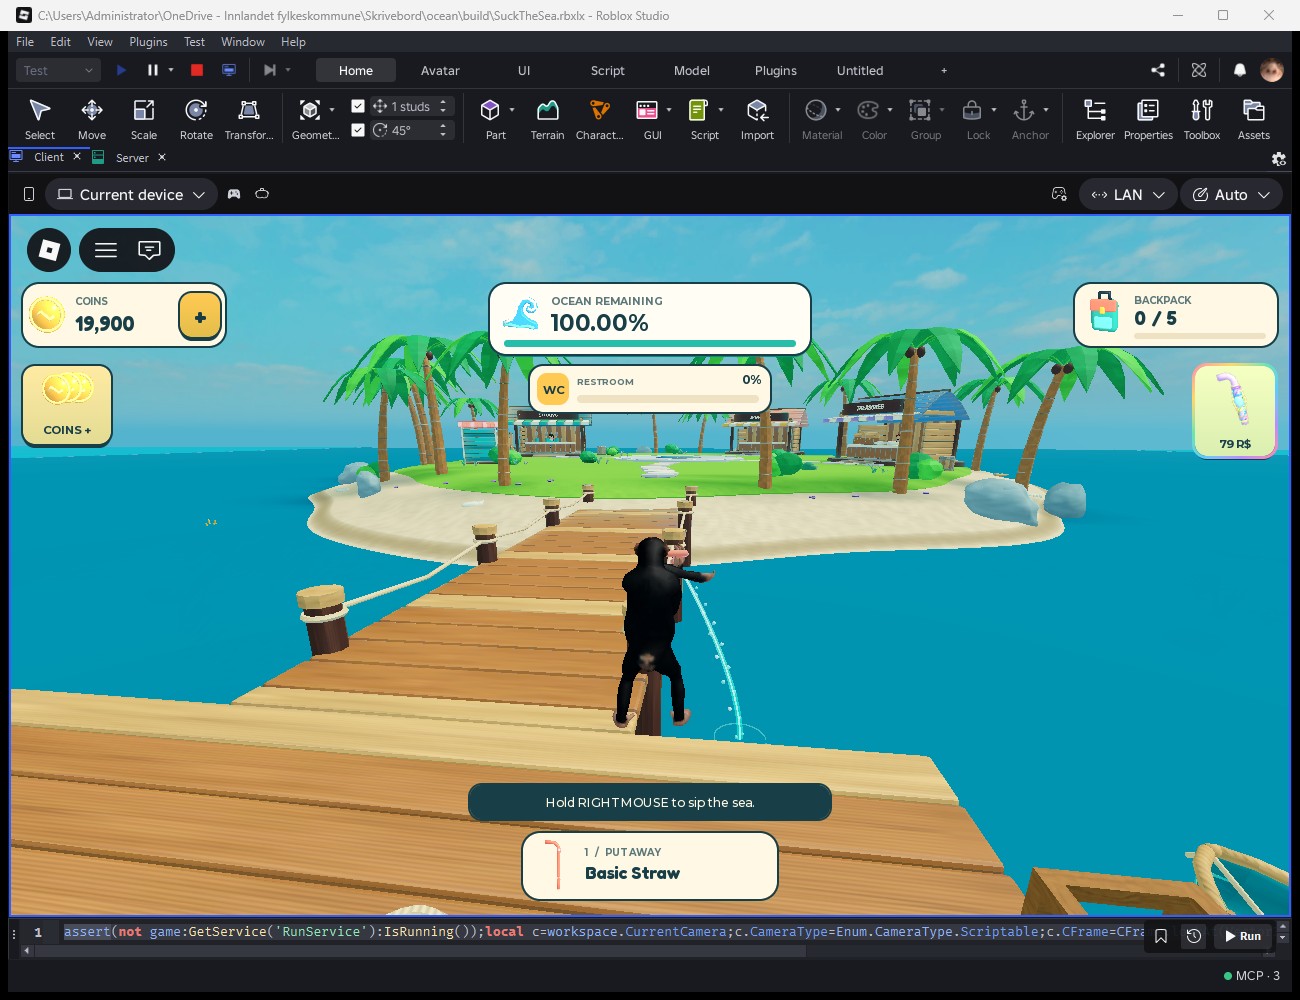 C:\Users\Administrator\OneDrive - Innlandet fylkeskommune\Skrivebord\ocean\build\SuckTheSea.rbxlx - Roblox Studio
File Edit View Plugins Test Window Help
Test Home Avatar UI Script Model Plugins Untitled +
1 studs
45°
Select Move Scale Rotate Transfor... Geomet... Part Terrain Charact... GUI Script Import Material Color Group Lock Anchor Explorer Properties Toolbox Assets
Client Server
Current device LAN Auto
COINS
19,900
+
OCEAN REMAINING
100.00%
BACKPACK
0 / 5
WC RESTROOM 0%
COINS +
79 R$
Hold RIGHTMOUSE to sip the sea.
1 / PUT AWAY
Basic Straw
1 assert(not game:GetService('RunService'):IsRunning());local c=workspace.CurrentCamera;c.CameraType=Enum.CameraType.Scriptable;c.CFrame=CFra
Run
MCP · 3